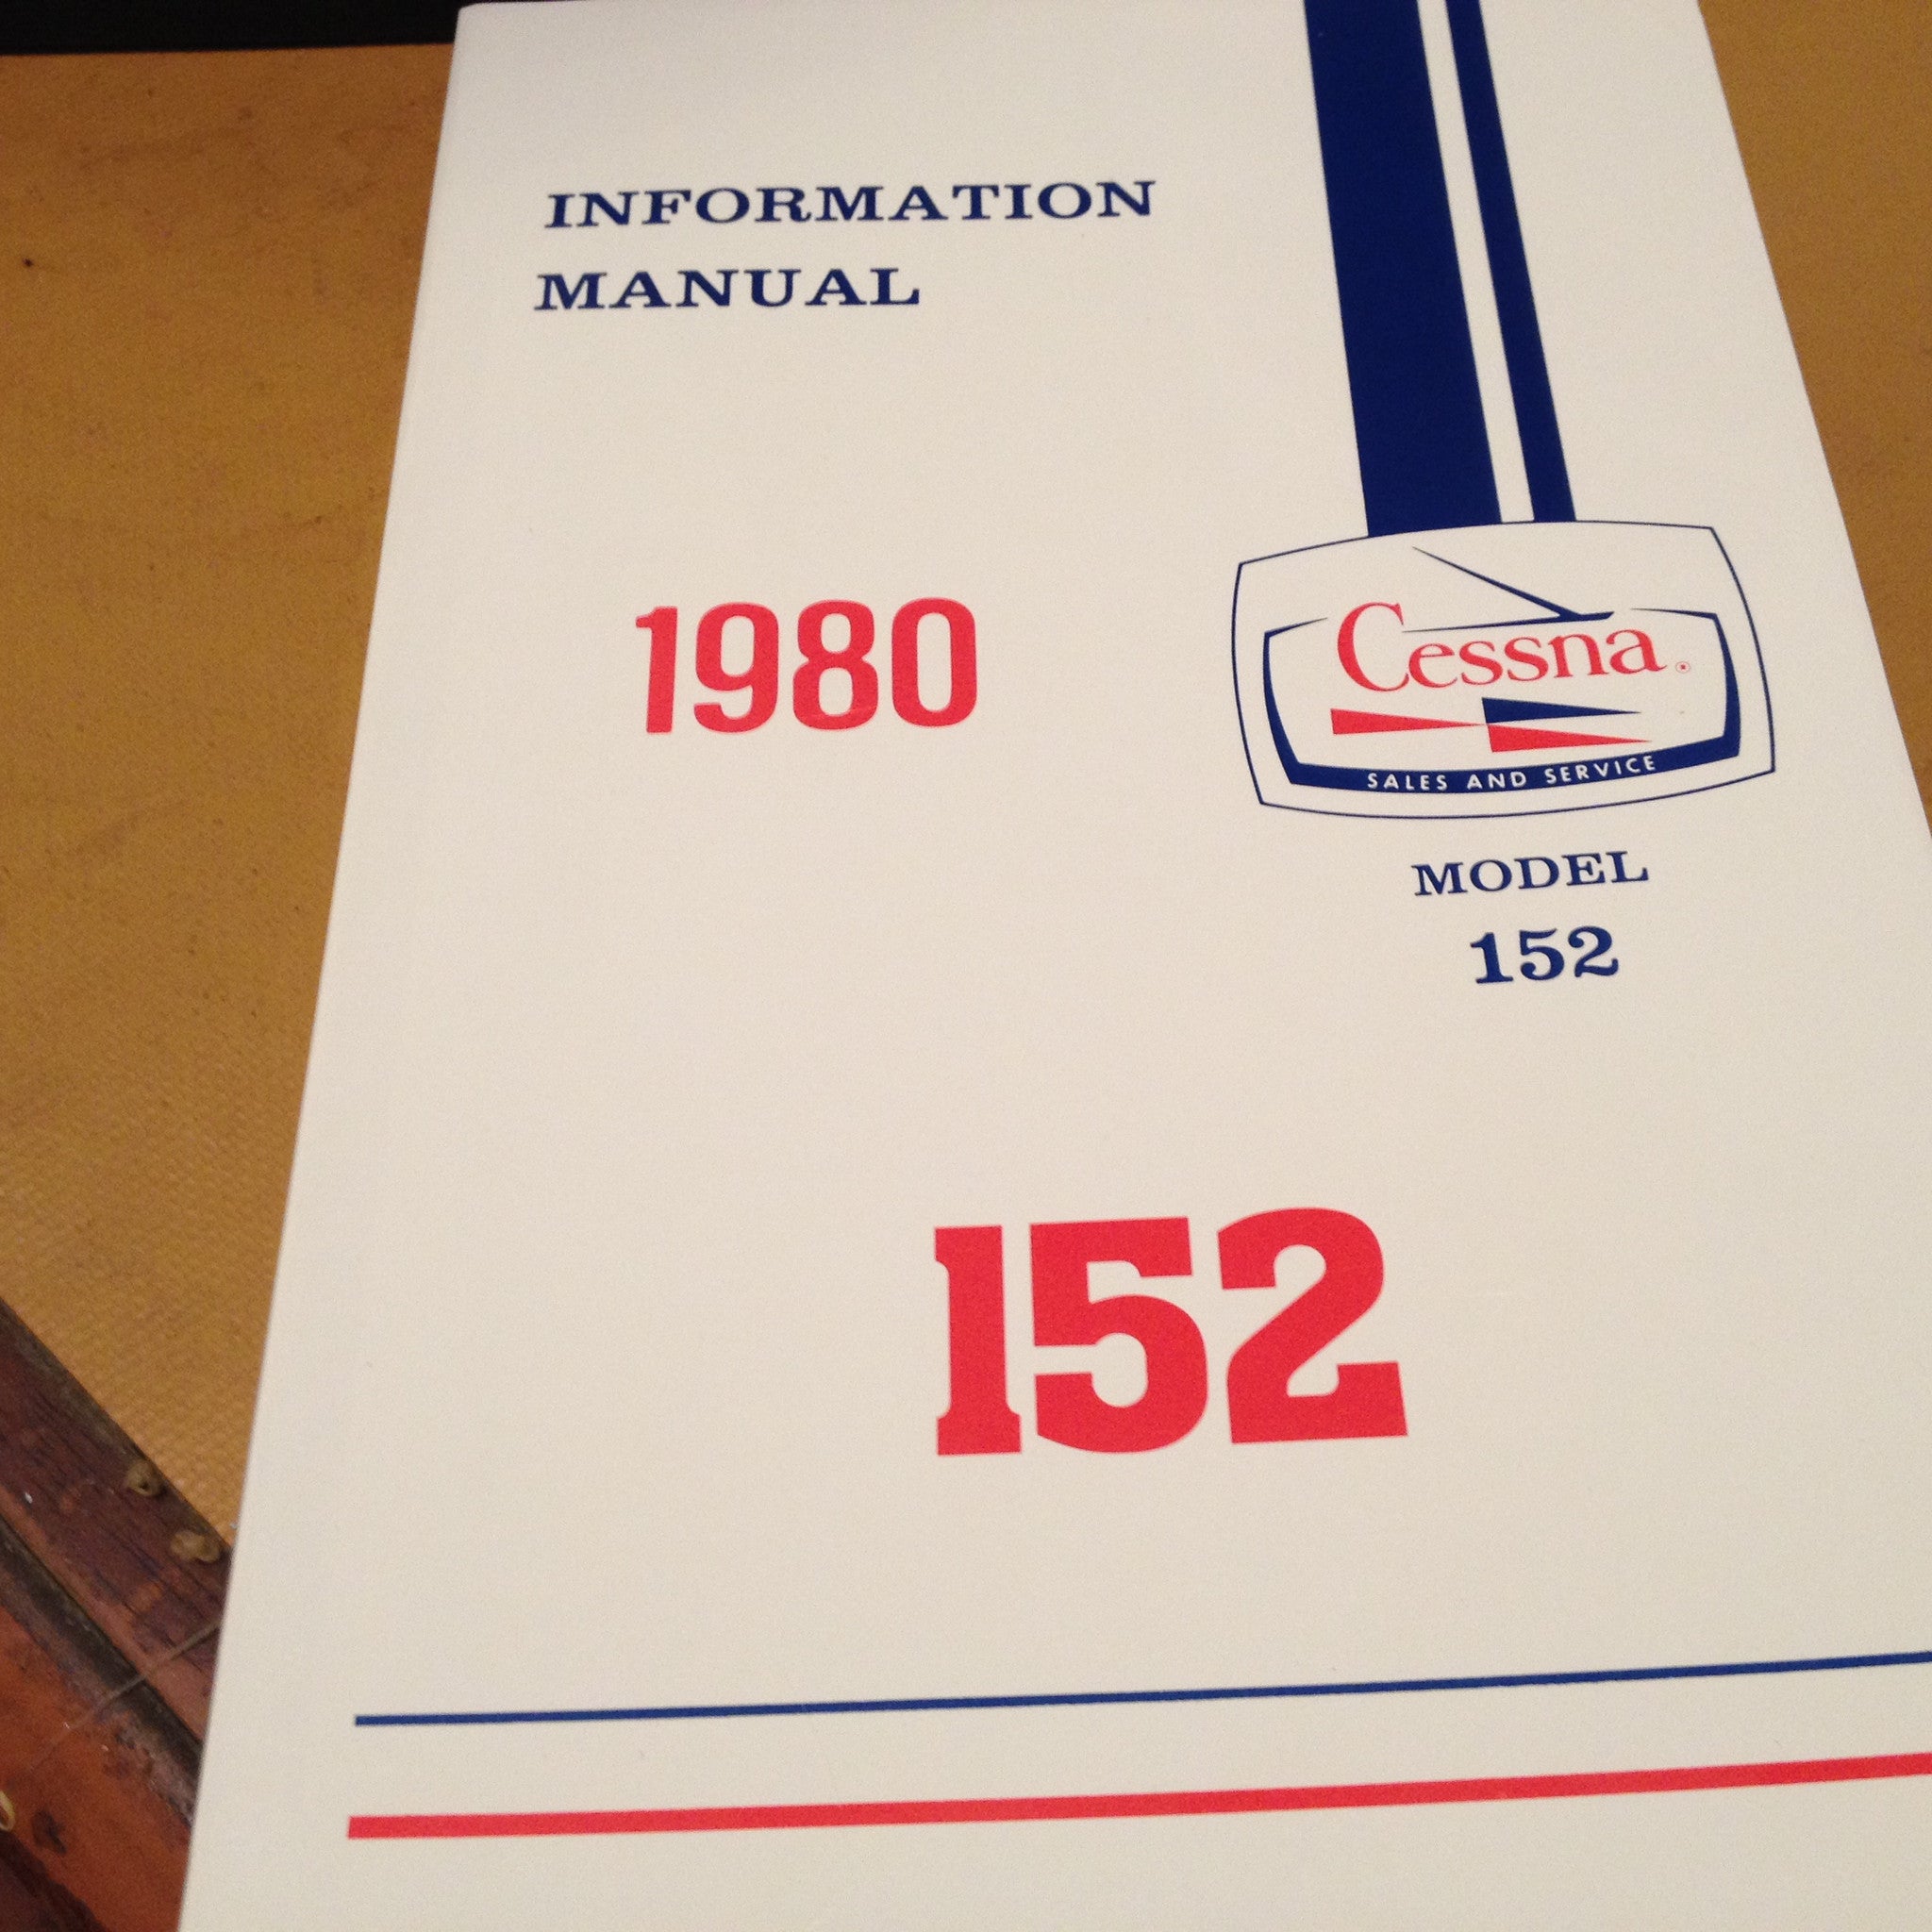 INFORMATION
MANUAL
1980
Cessna®
SALES AND SERVICE
MODEL
152
152